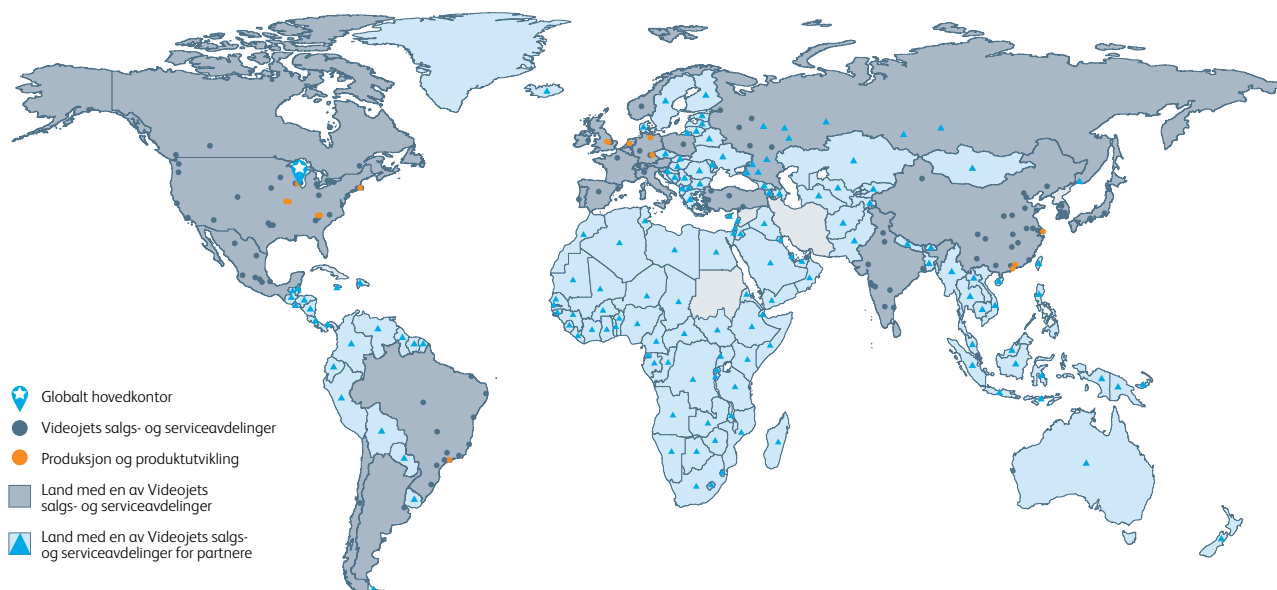 Globalt hovedkontor
Videojets salgs- og serviceavdelinger
Produksjon og produktutvikling
Land med en av Videojets
salgs- og serviceavdelinger
Land med en av Videojets salgs-
og serviceavdelinger for partnere